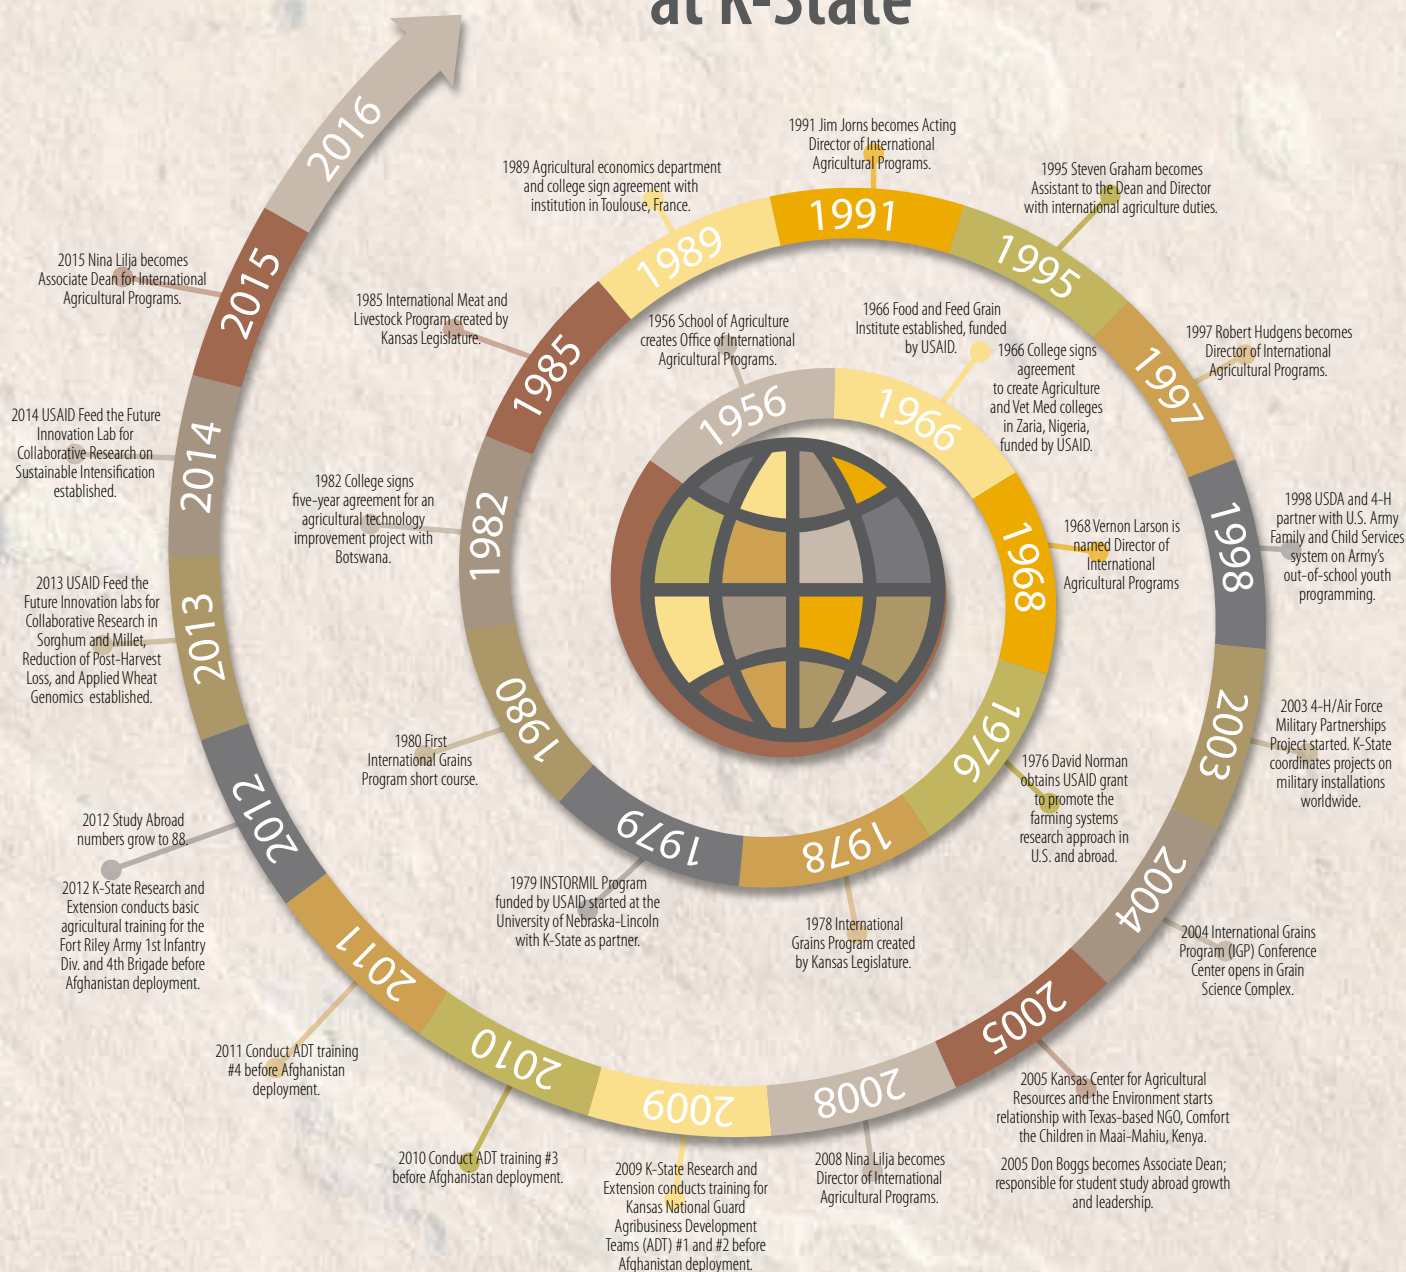 at K-State
1956
1956 School of Agriculture
creates Office of International
Agricultural Programs.
1966
1966 Food and Feed Grain
Institute established, funded
by USAID.
1966 College signs
agreement
to create Agriculture
and Vet Med colleges
in Zaria, Nigeria,
funded by USAID.
1968
1968 Vernon Larson is
named Director of
International
Agricultural Programs
1976
1976 David Norman
obtains USAID grant
to promote the
farming systems
research approach in
U.S. and abroad.
1978
1978 International
Grains Program created
by Kansas Legislature.
1979
1979 INSTORMIL Program
funded by USAID started at the
University of Nebraska-Lincoln
with K-State as partner.
1980
1980 First
International Grains
Program short course.
1982
1982 College signs
five-year agreement for an
agricultural technology
improvement project with
Botswana.
1985
1985 International Meat and
Livestock Program created by
Kansas Legislature.
1989
1989 Agricultural economics department
and college sign agreement with
institution in Toulouse, France.
1991
1991 Jim Jorns becomes Acting
Director of International
Agricultural Programs.
1995
1995 Steven Graham becomes
Assistant to the Dean and Director
with international agriculture duties.
1997
1997 Robert Hudgens becomes
Director of International
Agricultural Programs.
1998
1998 USDA and 4-H
partner with U.S. Army
Family and Child Services
system on Army’s
out-of-school youth
programming.
2003
2003 4-H/Air Force
Military Partnerships
Project started. K-State
coordinates projects on
military installations
worldwide.
2004
2004 International Grains
Program (IGP) Conference
Center opens in Grain
Science Complex.
2005
2005 Kansas Center for Agricultural
Resources and the Environment starts
relationship with Texas-based NGO, Comfort
the Children in Maai-Mahiu, Kenya.
2005 Don Boggs becomes Associate Dean;
responsible for student study abroad growth
and leadership.
2008
2008 Nina Lilja becomes
Director of International
Agricultural Programs.
2009
2009 K-State Research and
Extension conducts training for
Kansas National Guard
Agribusiness Development
Teams (ADT) #1 and #2 before
Afghanistan deployment.
2010
2010 Conduct ADT training #3
before Afghanistan deployment.
2011
2011 Conduct ADT training
#4 before Afghanistan
deployment.
2012
2012 Study Abroad
numbers grow to 88.
2012 K-State Research and
Extension conducts basic
agricultural training for the
Fort Riley Army 1st Infantry
Div. and 4th Brigade before
Afghanistan deployment.
2013
2013 USAID Feed the
Future Innovation labs for
Collaborative Research in
Sorghum and Millet,
Reduction of Post-Harvest
Loss, and Applied Wheat
Genomics established.
2014
2014 USAID Feed the Future
Innovation Lab for
Collaborative Research on
Sustainable Intensification
established.
2015
2015 Nina Lilja becomes
Associate Dean for International
Agricultural Programs.
2016